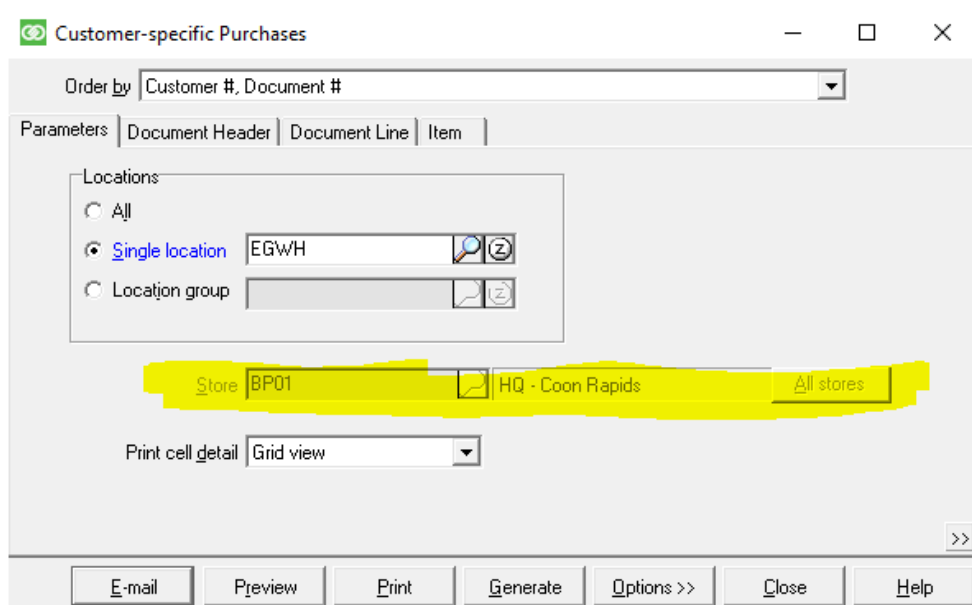 Customer-specific Purchases
Order by Customer #, Document #
Parameters Document Header Document Line Item
Locations
All
Single location EGWH Z
Location group Z
Store BP01 HQ - Coon Rapids All stores
Print cell detail Grid view
>>
E-mail Preview Print Generate Options >> Close Help